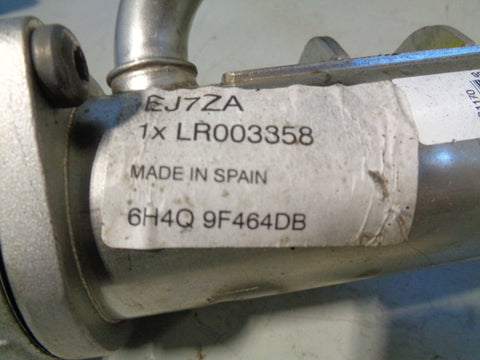 EJ7ZA
1x LR003358
MADE IN SPAIN
6H4Q 9F464DB